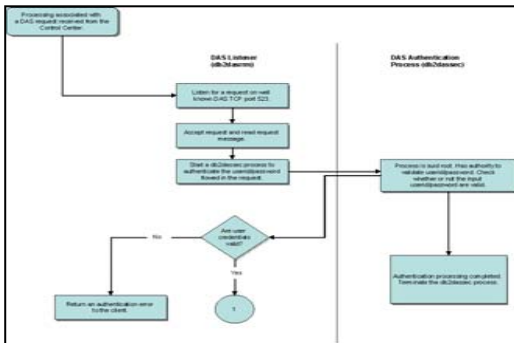 Processing associated with
a DAS request received from the
Control Center.
DAS Listener
(db2dasrrm)
DAS Authentication
Process (db2dassec)
Listen for a request on well
known DAS TCP port 523.
Accept request and read request
message.
Start a db2dassec process to
authenticate the userid/password
flowed in the request.
Process is suid root. Has authority to
validate userid/password. Check
whether or not the input
userid/password are valid.
Are user
credentials
valid?
No
Yes
Return an authentication error
to the client.
1
Authentication processing completed.
Terminate the db2dassec process.